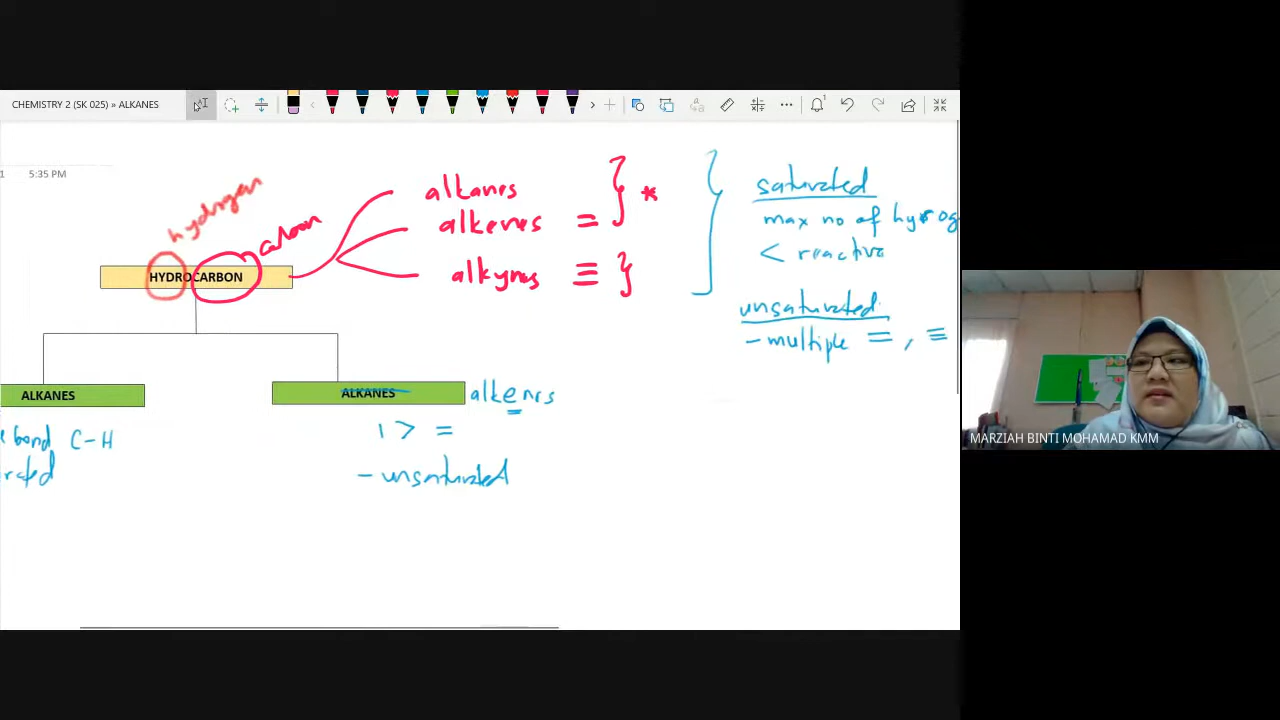 CHEMISTRY 2 (SK 025) » ALKANES
1
5:35 PM
hydrogen
carbon
HYDROCARBON
alkanes } *
alkenes =
alkynes ≡ }
}
saturated
max no of hydrog
< reactive
unsaturated
- multiple = , ≡
ALKANES
e bond C-H
rated
ALKANES alkenes
1 > =
- unsaturated
MARZIAH BINTI MOHAMAD KMM